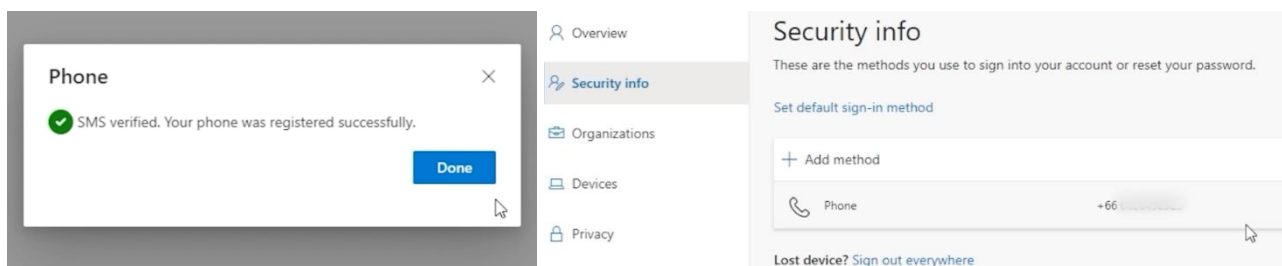 Phone
SMS verified. Your phone was registered successfully.
Done
Overview
Security info
Organizations
Devices
Privacy
Security info
These are the methods you use to sign into your account or reset your password.
Set default sign-in method
Add method
Phone +66
Lost device? Sign out everywhere